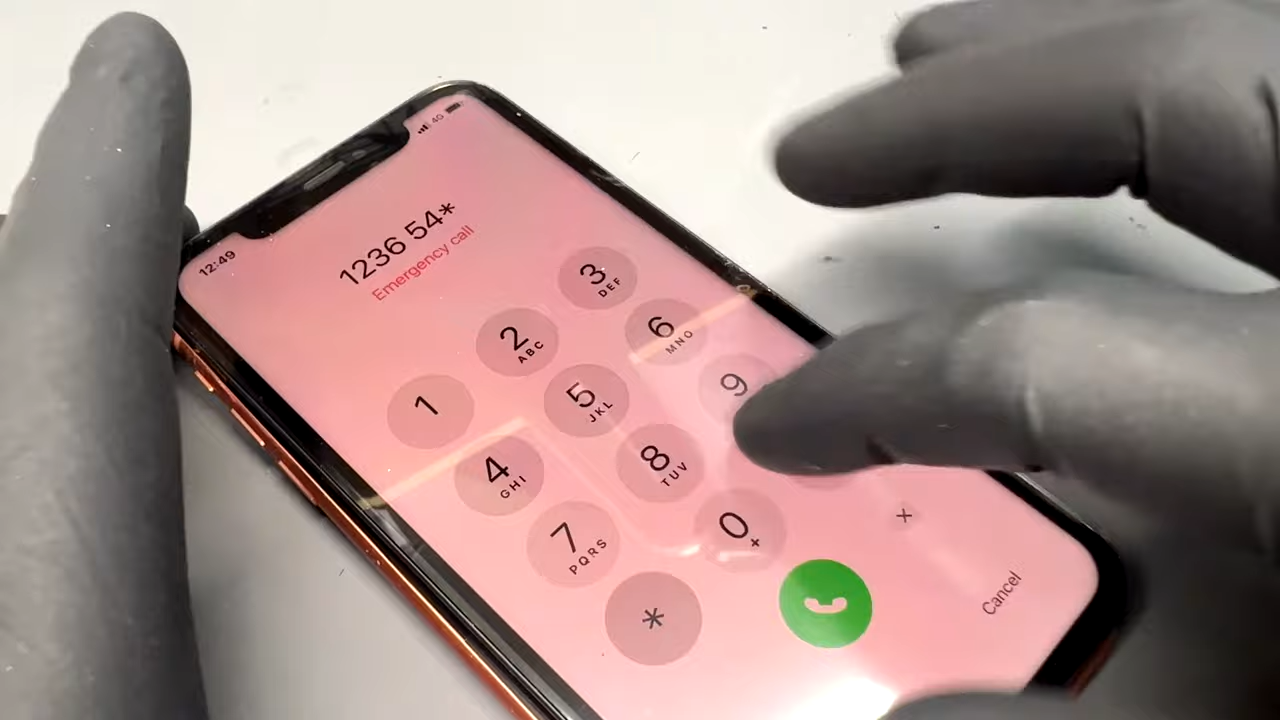 12:49
4G
1236 54*
Emergency call
1
2
ABC
3
DEF
4
GHI
5
JKL
6
MNO
7
PQRS
8
TUV
9
*
0
+
Cancel